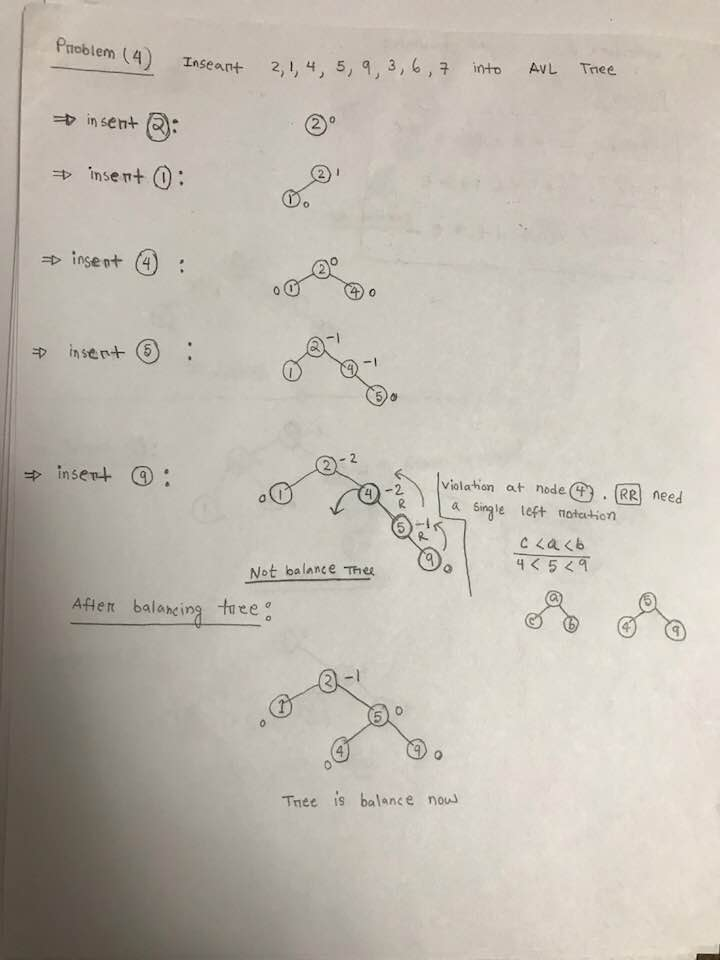 Problem (4) Inseart 2, 1, 4, 5, 9, 3, 6, 7 into AVL Tree
⇒ insert ②:
② 0
⇒ insert ①:
② 1
① 0
⇒ insert ④ :
② 0
0 ① ④ 0
⇒ insert ⑤ :
② -1
① ④ -1
⑤ 0
⇒ insert ⑨ :
② -2
0 ① ④ -2
R
⑤ -1
R
⑨ 0
Violation at node ④. RR need
a single left rotation
c < a < b
4 < 5 < 9
ⓐ ⑤
ⓒ ⓑ ④ ⑨
Not balance Tree
After balancing tree:
② -1
① ⑤ 0
0
④ ⑨ 0
0
Tree is balance now